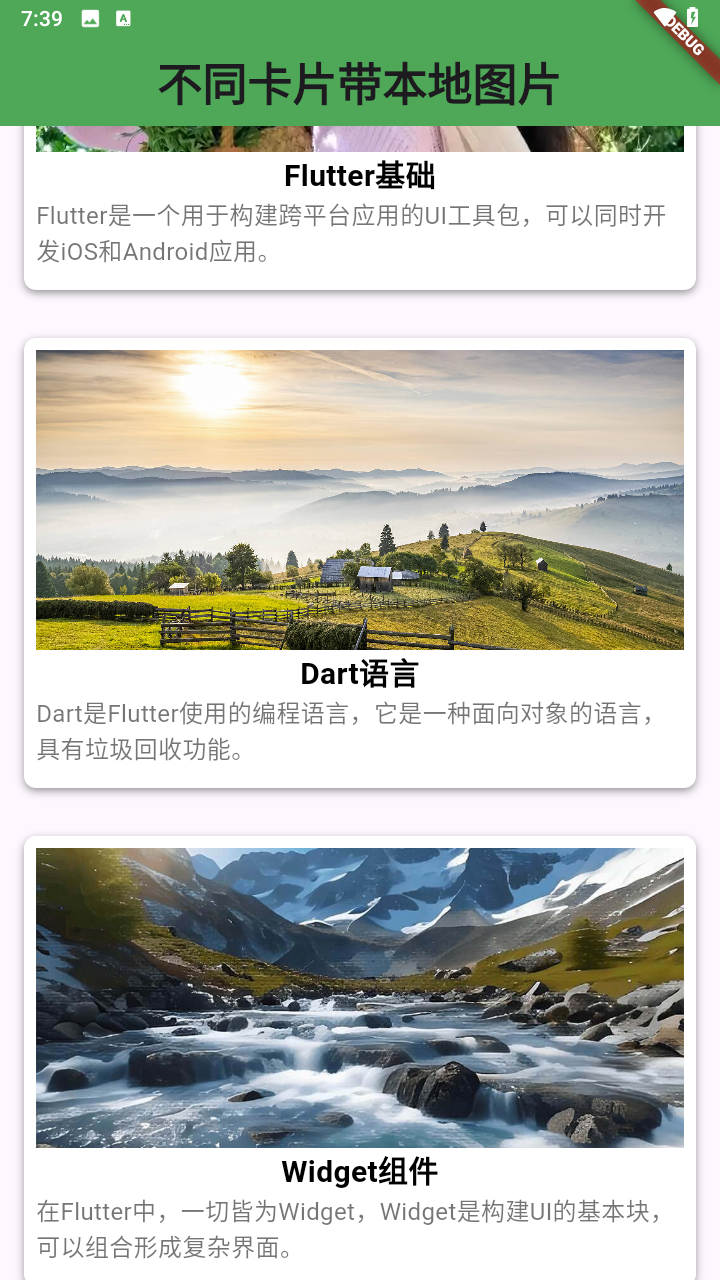 7:39
A
DEBUG
不同卡片带本地图片
Flutter基础
Flutter是一个用于构建跨平台应用的UI工具包，可以同时开
发iOS和Android应用。
Dart语言
Dart是Flutter使用的编程语言，它是一种面向对象的语言，
具有垃圾回收功能。
Widget组件
在Flutter中，一切皆为Widget，Widget是构建UI的基本块，
可以组合形成复杂界面。